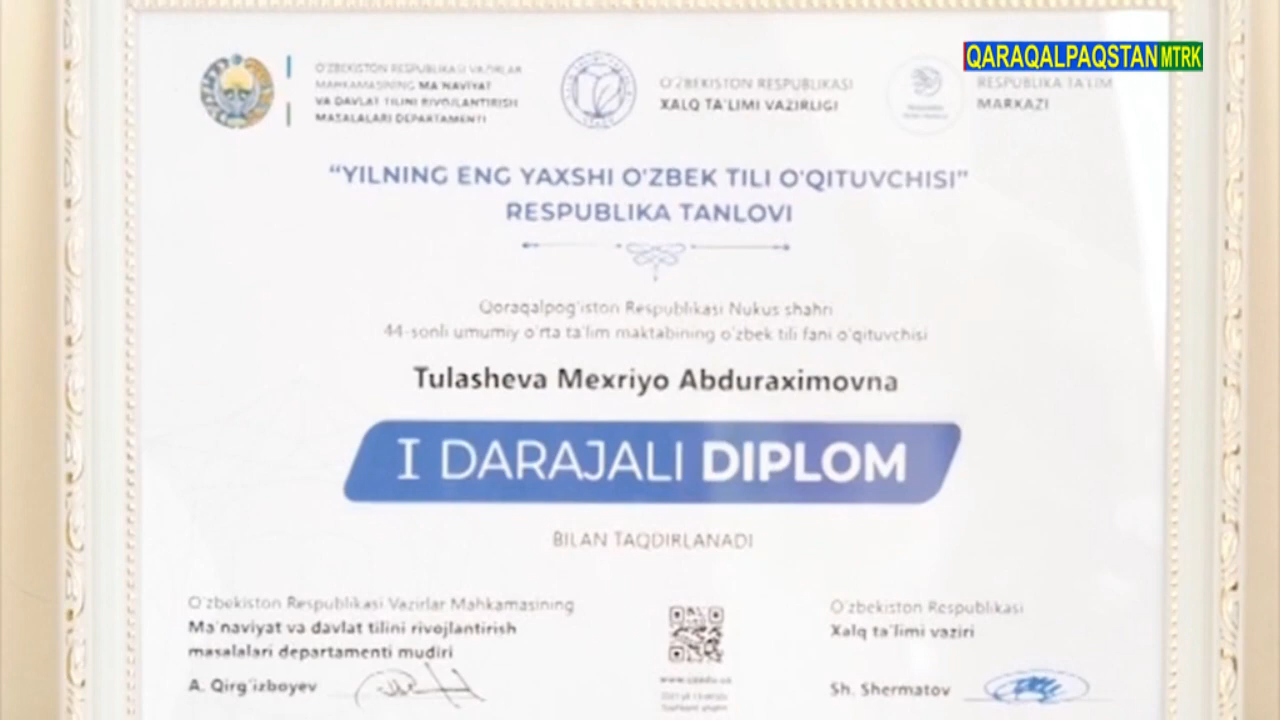 QARAQALPAQSTAN MTRK
O'ZBEKISTON RESPUBLIKASI VAZIRLAR
MAHKAMASINING MA'NAVIYAT
VA DAVLAT TILINI RIVOJLANTIRISH
MASALALARI DEPARTAMENTI
O'ZBEKISTON RESPUBLIKASI
XALQ TA'LIMI VAZIRLIGI
RESPUBLIKA TA'LIM
MARKAZI
“YILNING ENG YAXSHI O'ZBEK TILI O'QITUVCHISI”
RESPUBLIKA TANLOVI
Qoraqalpog'iston Respublikasi Nukus shahri
44-sonli umumiy o'rta ta'lim maktabining o'zbek tili fani o'qituvchisi
Tulasheva Mexriyo Abduraximovna
I DARAJALI DIPLOM
BILAN TAQDIRLANADI
O'zbekiston Respublikasi Vazirlar Mahkamasining
Ma'naviyat va davlat tilini rivojlantirish
masalalari departamenti mudiri
A. Qirg'izboyev
O'zbekiston Respublikasi
Xalq ta'limi vaziri
Sh. Shermatov